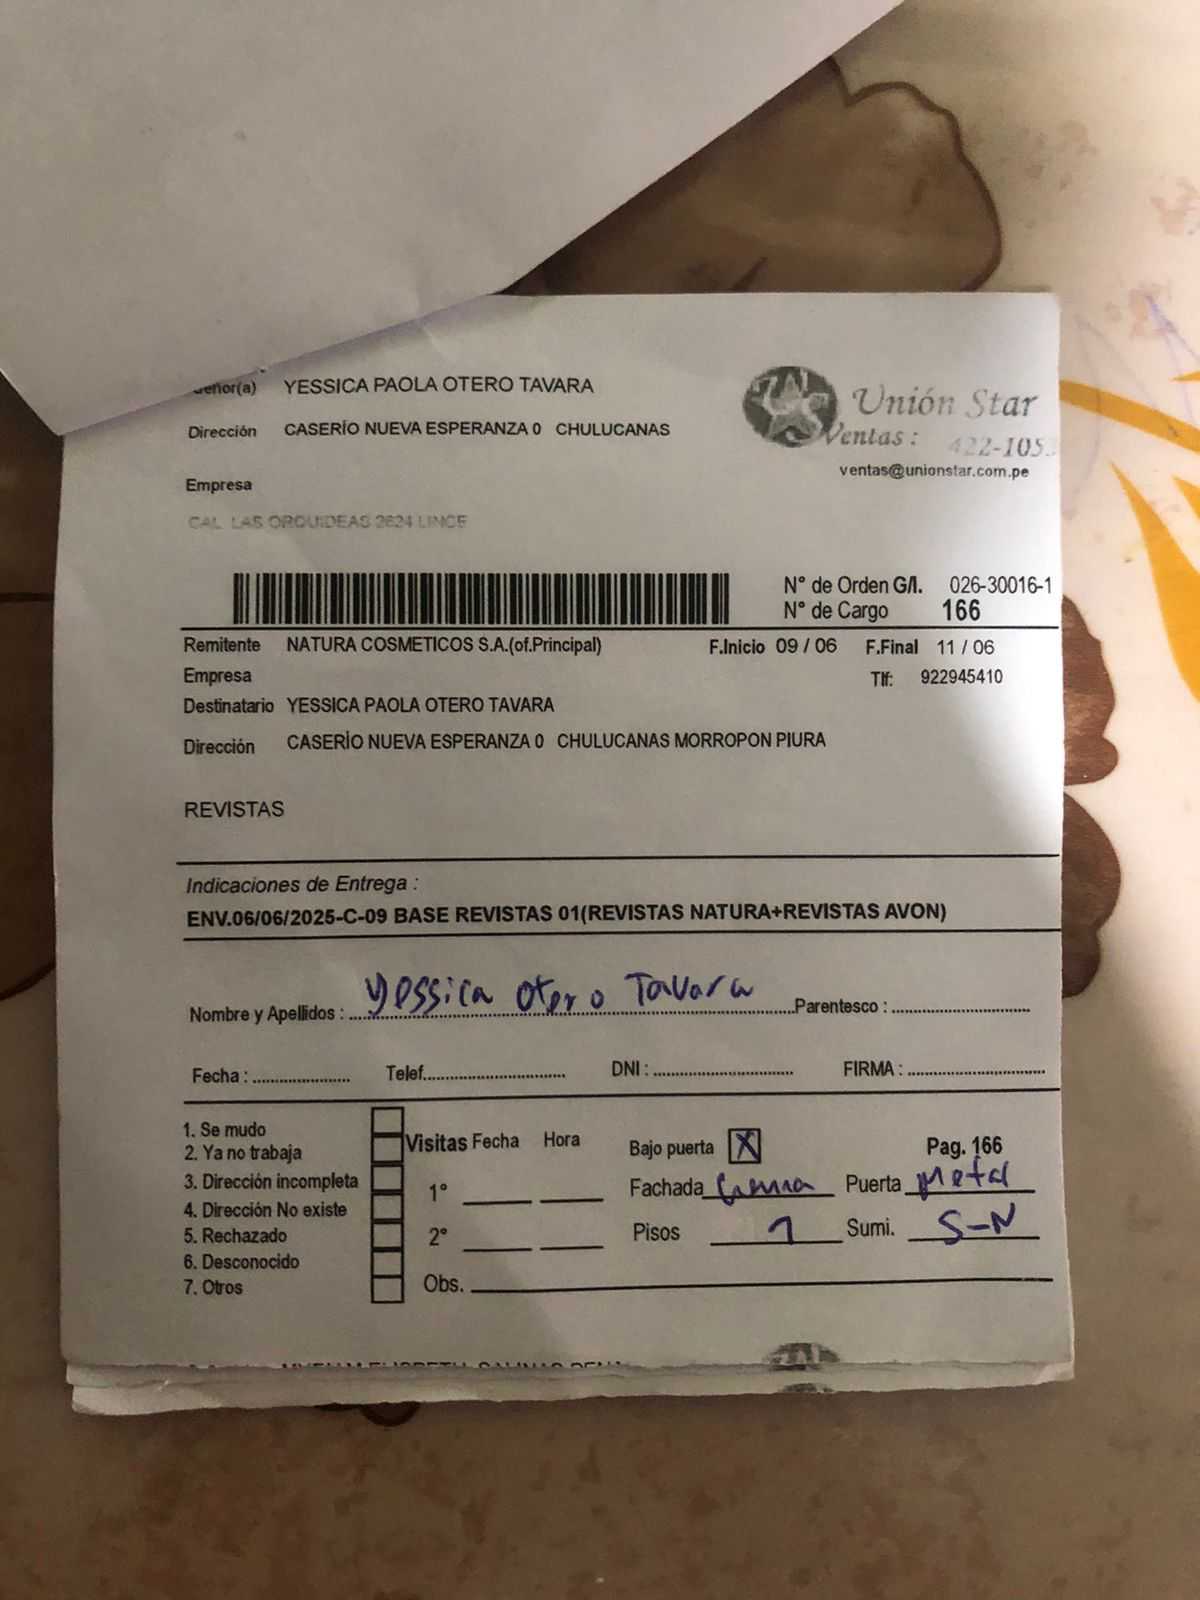 Señor(a) YESSICA PAOLA OTERO TAVARA
Dirección CASERÍO NUEVA ESPERANZA 0 CHULUCANAS
Unión Star
Ventas : 422-1053
ventas@unionstar.com.pe
Empresa
CAL LAS ORQUIDEAS 2624 LINCE
N° de Orden G/I. 026-30016-1
N° de Cargo 166
Remitente NATURA COSMETICOS S.A.(of.Principal) F.Inicio 09 / 06 F.Final 11 / 06
Empresa Tlf: 922945410
Destinatario YESSICA PAOLA OTERO TAVARA
Dirección CASERÌO NUEVA ESPERANZA 0 CHULUCANAS MORROPON PIURA
REVISTAS
Indicaciones de Entrega :
ENV.06/06/2025-C-09 BASE REVISTAS 01(REVISTAS NATURA+REVISTAS AVON)
Nombre y Apellidos : Yessica Otero Tavara Parentesco :
Fecha : Telef. DNI : FIRMA :
1. Se mudo
2. Ya no trabaja
3. Dirección incompleta
4. Dirección No existe
5. Rechazado
6. Desconocido
7. Otros
Visitas Fecha Hora
1°
2°
Bajo puerta X Pag. 166
Fachada Puerta Metal
Pisos 1 Sumi. S-N
Obs.